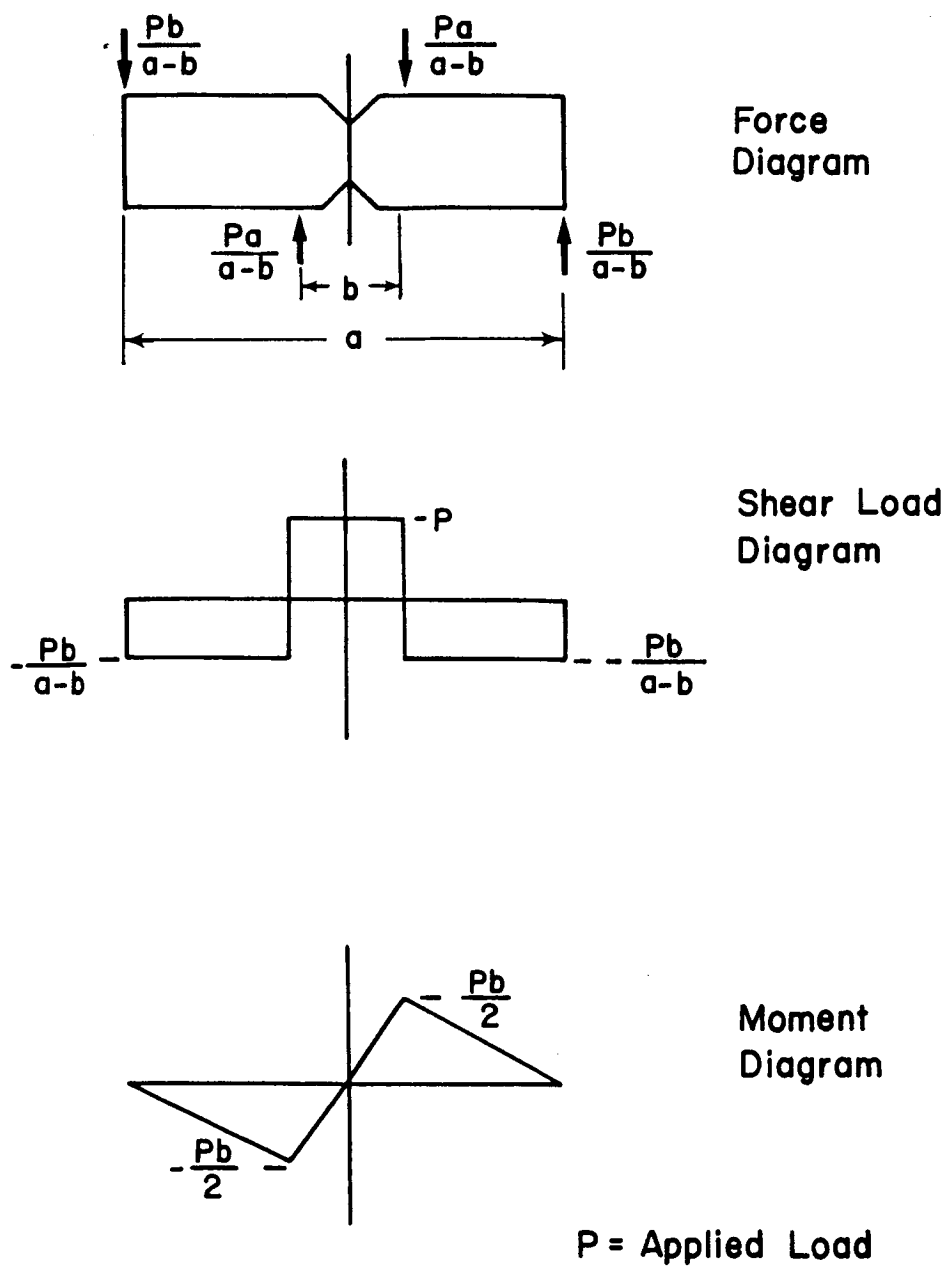 Pb
a-b
Pa
a-b
Force
Diagram
Pa
a-b
Pb
a-b
b
a
Shear Load
Diagram
-P
-Pb
a-b
-Pb
a-b
Moment
Diagram
Pb
2
-Pb
2
P = Applied Load